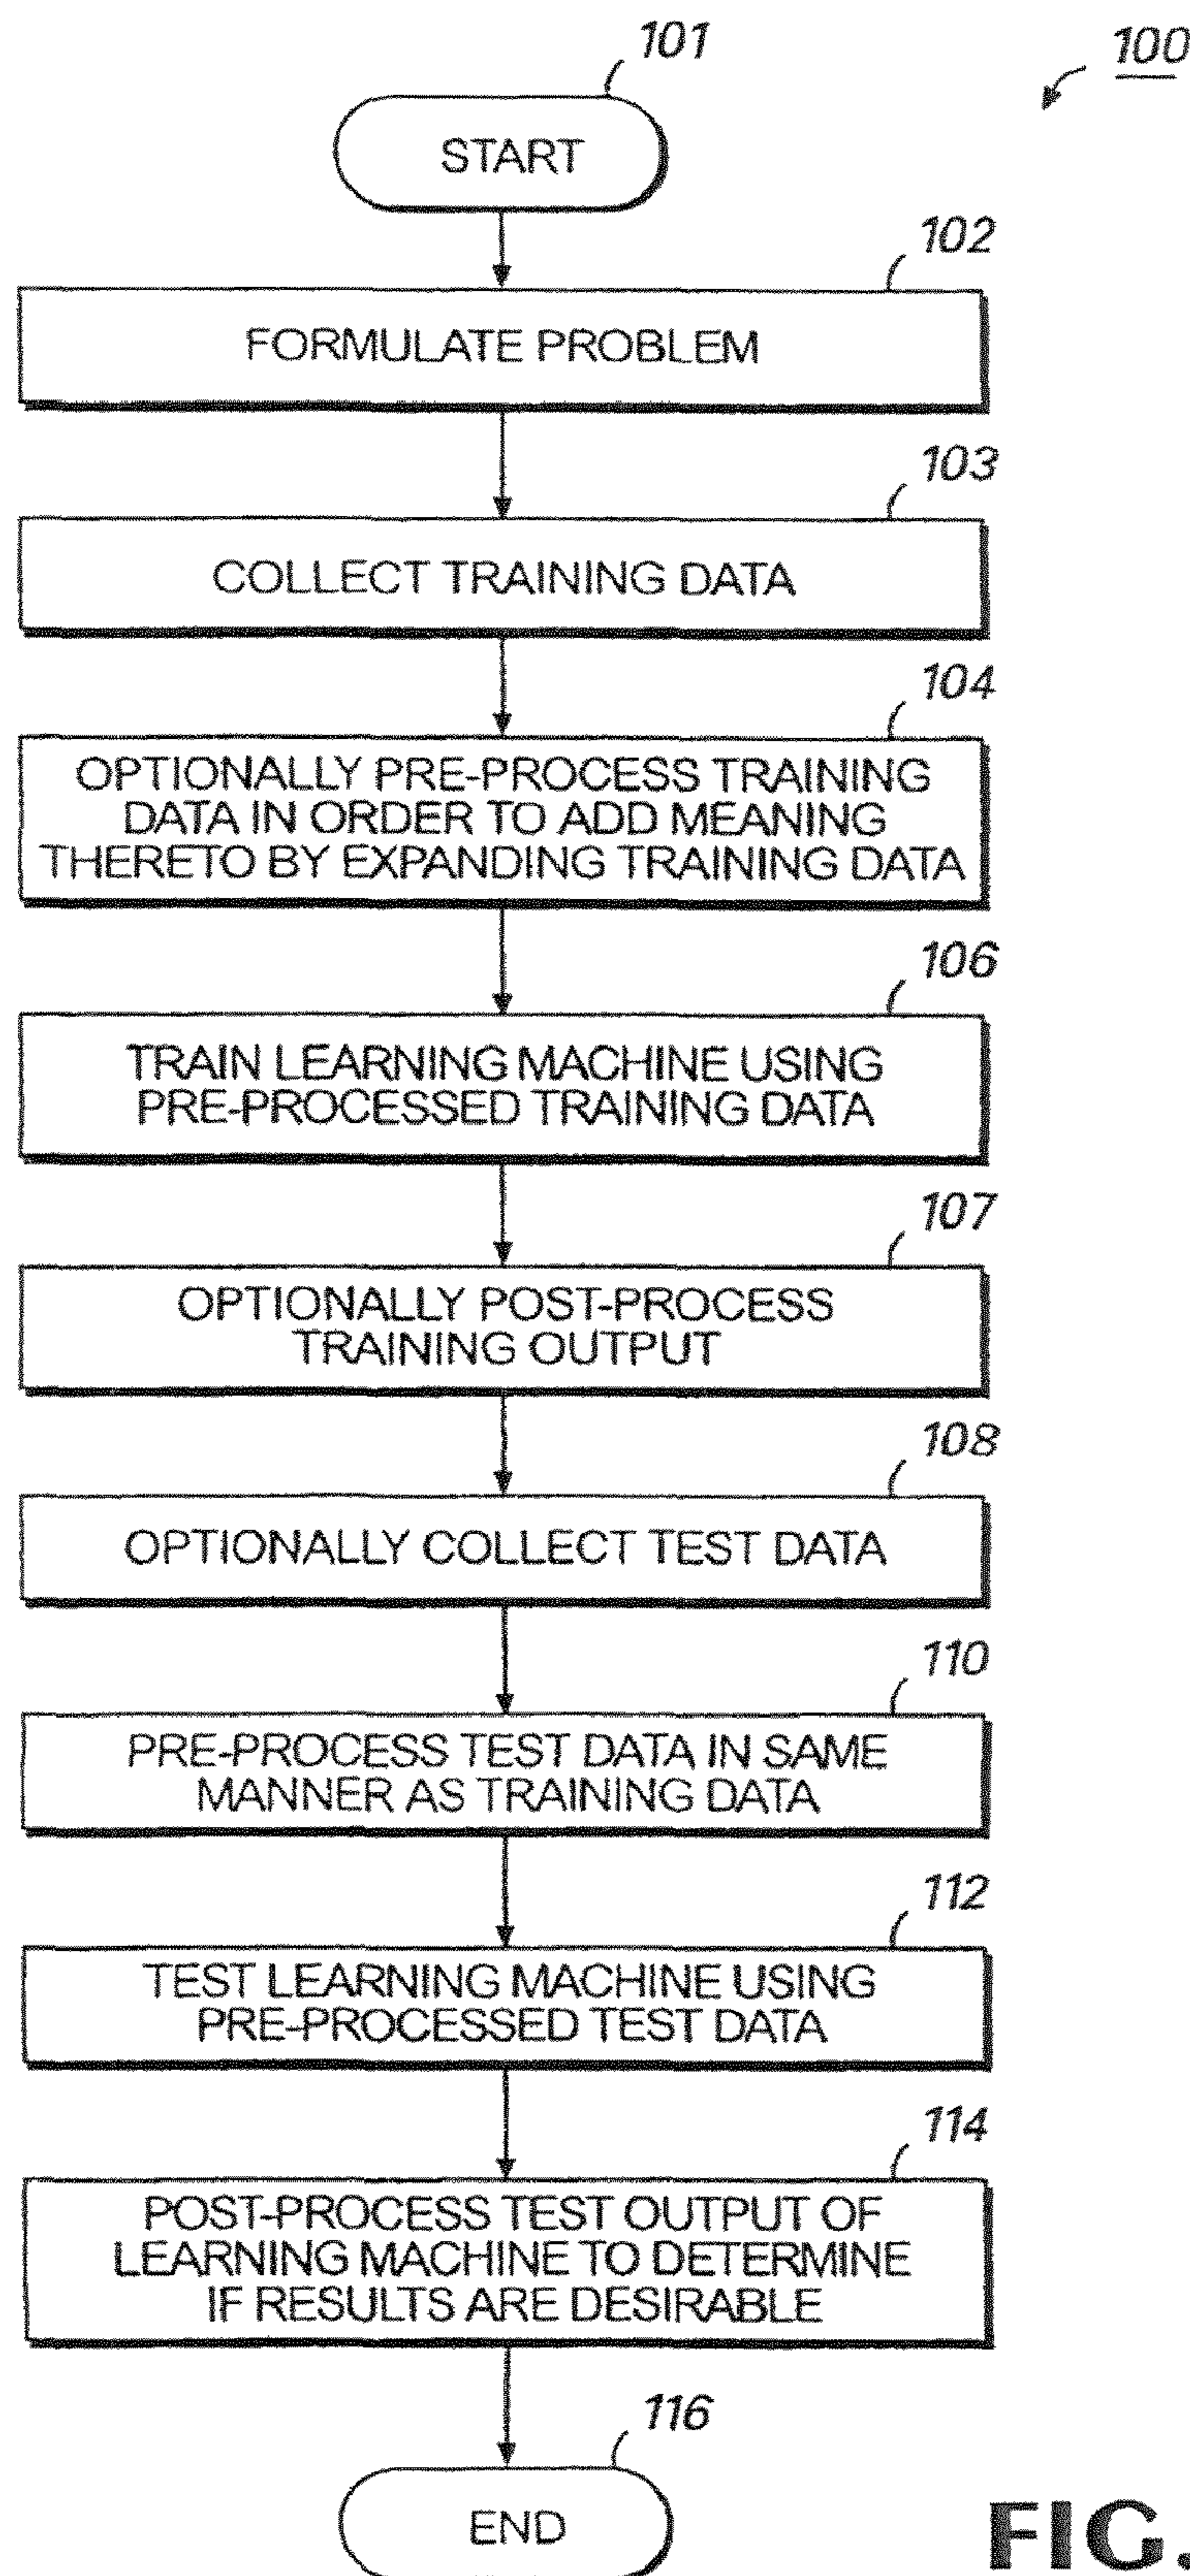 101
100
START
102
FORMULATE PROBLEM
103
COLLECT TRAINING DATA
104
OPTIONALLY PRE-PROCESS TRAINING
DATA IN ORDER TO ADD MEANING
THERETO BY EXPANDING TRAINING DATA
106
TRAIN LEARNING MACHINE USING
PRE-PROCESSED TRAINING DATA
107
OPTIONALLY POST-PROCESS
TRAINING OUTPUT
108
OPTIONALLY COLLECT TEST DATA
110
PRE-PROCESS TEST DATA IN SAME
MANNER AS TRAINING DATA
112
TEST LEARNING MACHINE USING
PRE-PROCESSED TEST DATA
114
POST-PROCESS TEST OUTPUT OF
LEARNING MACHINE TO DETERMINE
IF RESULTS ARE DESIRABLE
116
END
FIG.